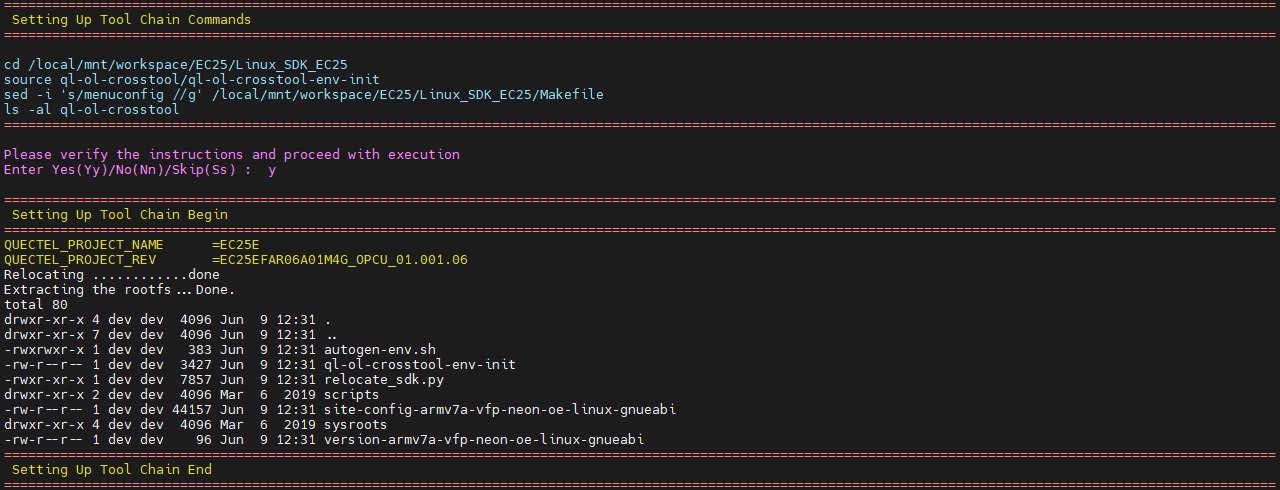 ================================================================================
 Setting Up Tool Chain Commands
================================================================================
cd /local/mnt/workspace/EC25/Linux_SDK_EC25
source ql-ol-crosstool/ql-ol-crosstool-env-init
sed -i 's/menuconfig //g' /local/mnt/workspace/EC25/Linux_SDK_EC25/Makefile
ls -al ql-ol-crosstool
================================================================================
Please verify the instructions and proceed with execution
Enter Yes(Yy)/No(Nn)/Skip(Ss) :  y
================================================================================
 Setting Up Tool Chain Begin
================================================================================
QUECTEL_PROJECT_NAME      =EC25E
QUECTEL_PROJECT_REV       =EC25EFAR06A01M4G_OPCU_01.001.06
Relocating ............done
Extracting the rootfs ...Done.
total 80
drwxr-xr-x 4 dev dev  4096 Jun  9 12:31 .
drwxr-xr-x 7 dev dev  4096 Jun  9 12:31 ..
-rwxrwxr-x 1 dev dev   383 Jun  9 12:31 autogen-env.sh
-rw-r--r-- 1 dev dev  3427 Jun  9 12:31 ql-ol-crosstool-env-init
-rwxr-xr-x 1 dev dev  7857 Jun  9 12:31 relocate_sdk.py
drwxr-xr-x 2 dev dev  4096 Mar  6  2019 scripts
-rw-r--r-- 1 dev dev 44157 Jun  9 12:31 site-config-armv7a-vfp-neon-oe-linux-gnueabi
drwxr-xr-x 4 dev dev  4096 Mar  6  2019 sysroots
-rw-r--r-- 1 dev dev    96 Jun  9 12:31 version-armv7a-vfp-neon-oe-linux-gnueabi
================================================================================
 Setting Up Tool Chain End
================================================================================